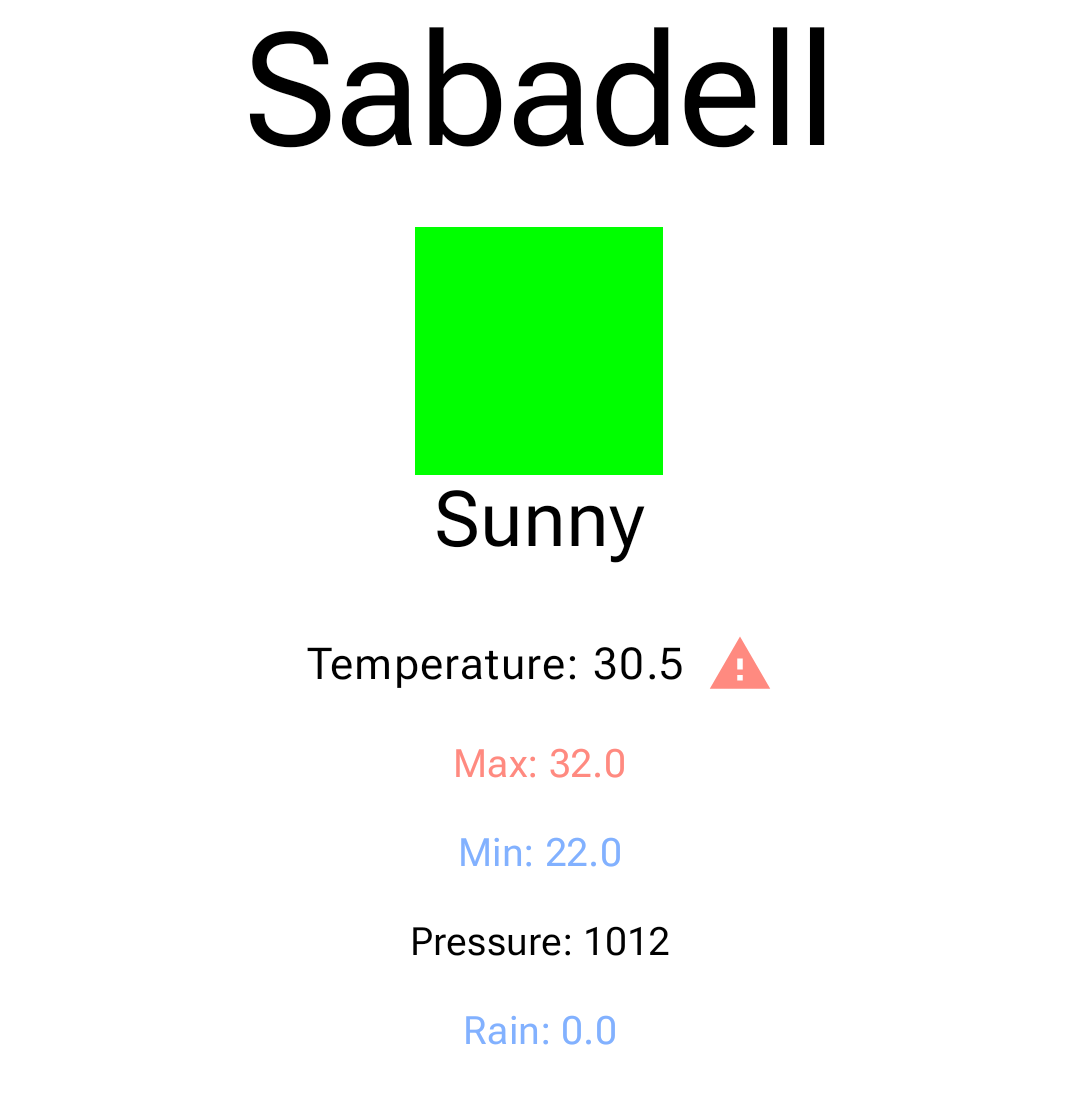 Sabadell
Sunny
Temperature: 30.5
Max: 32.0
Min: 22.0
Pressure: 1012
Rain: 0.0